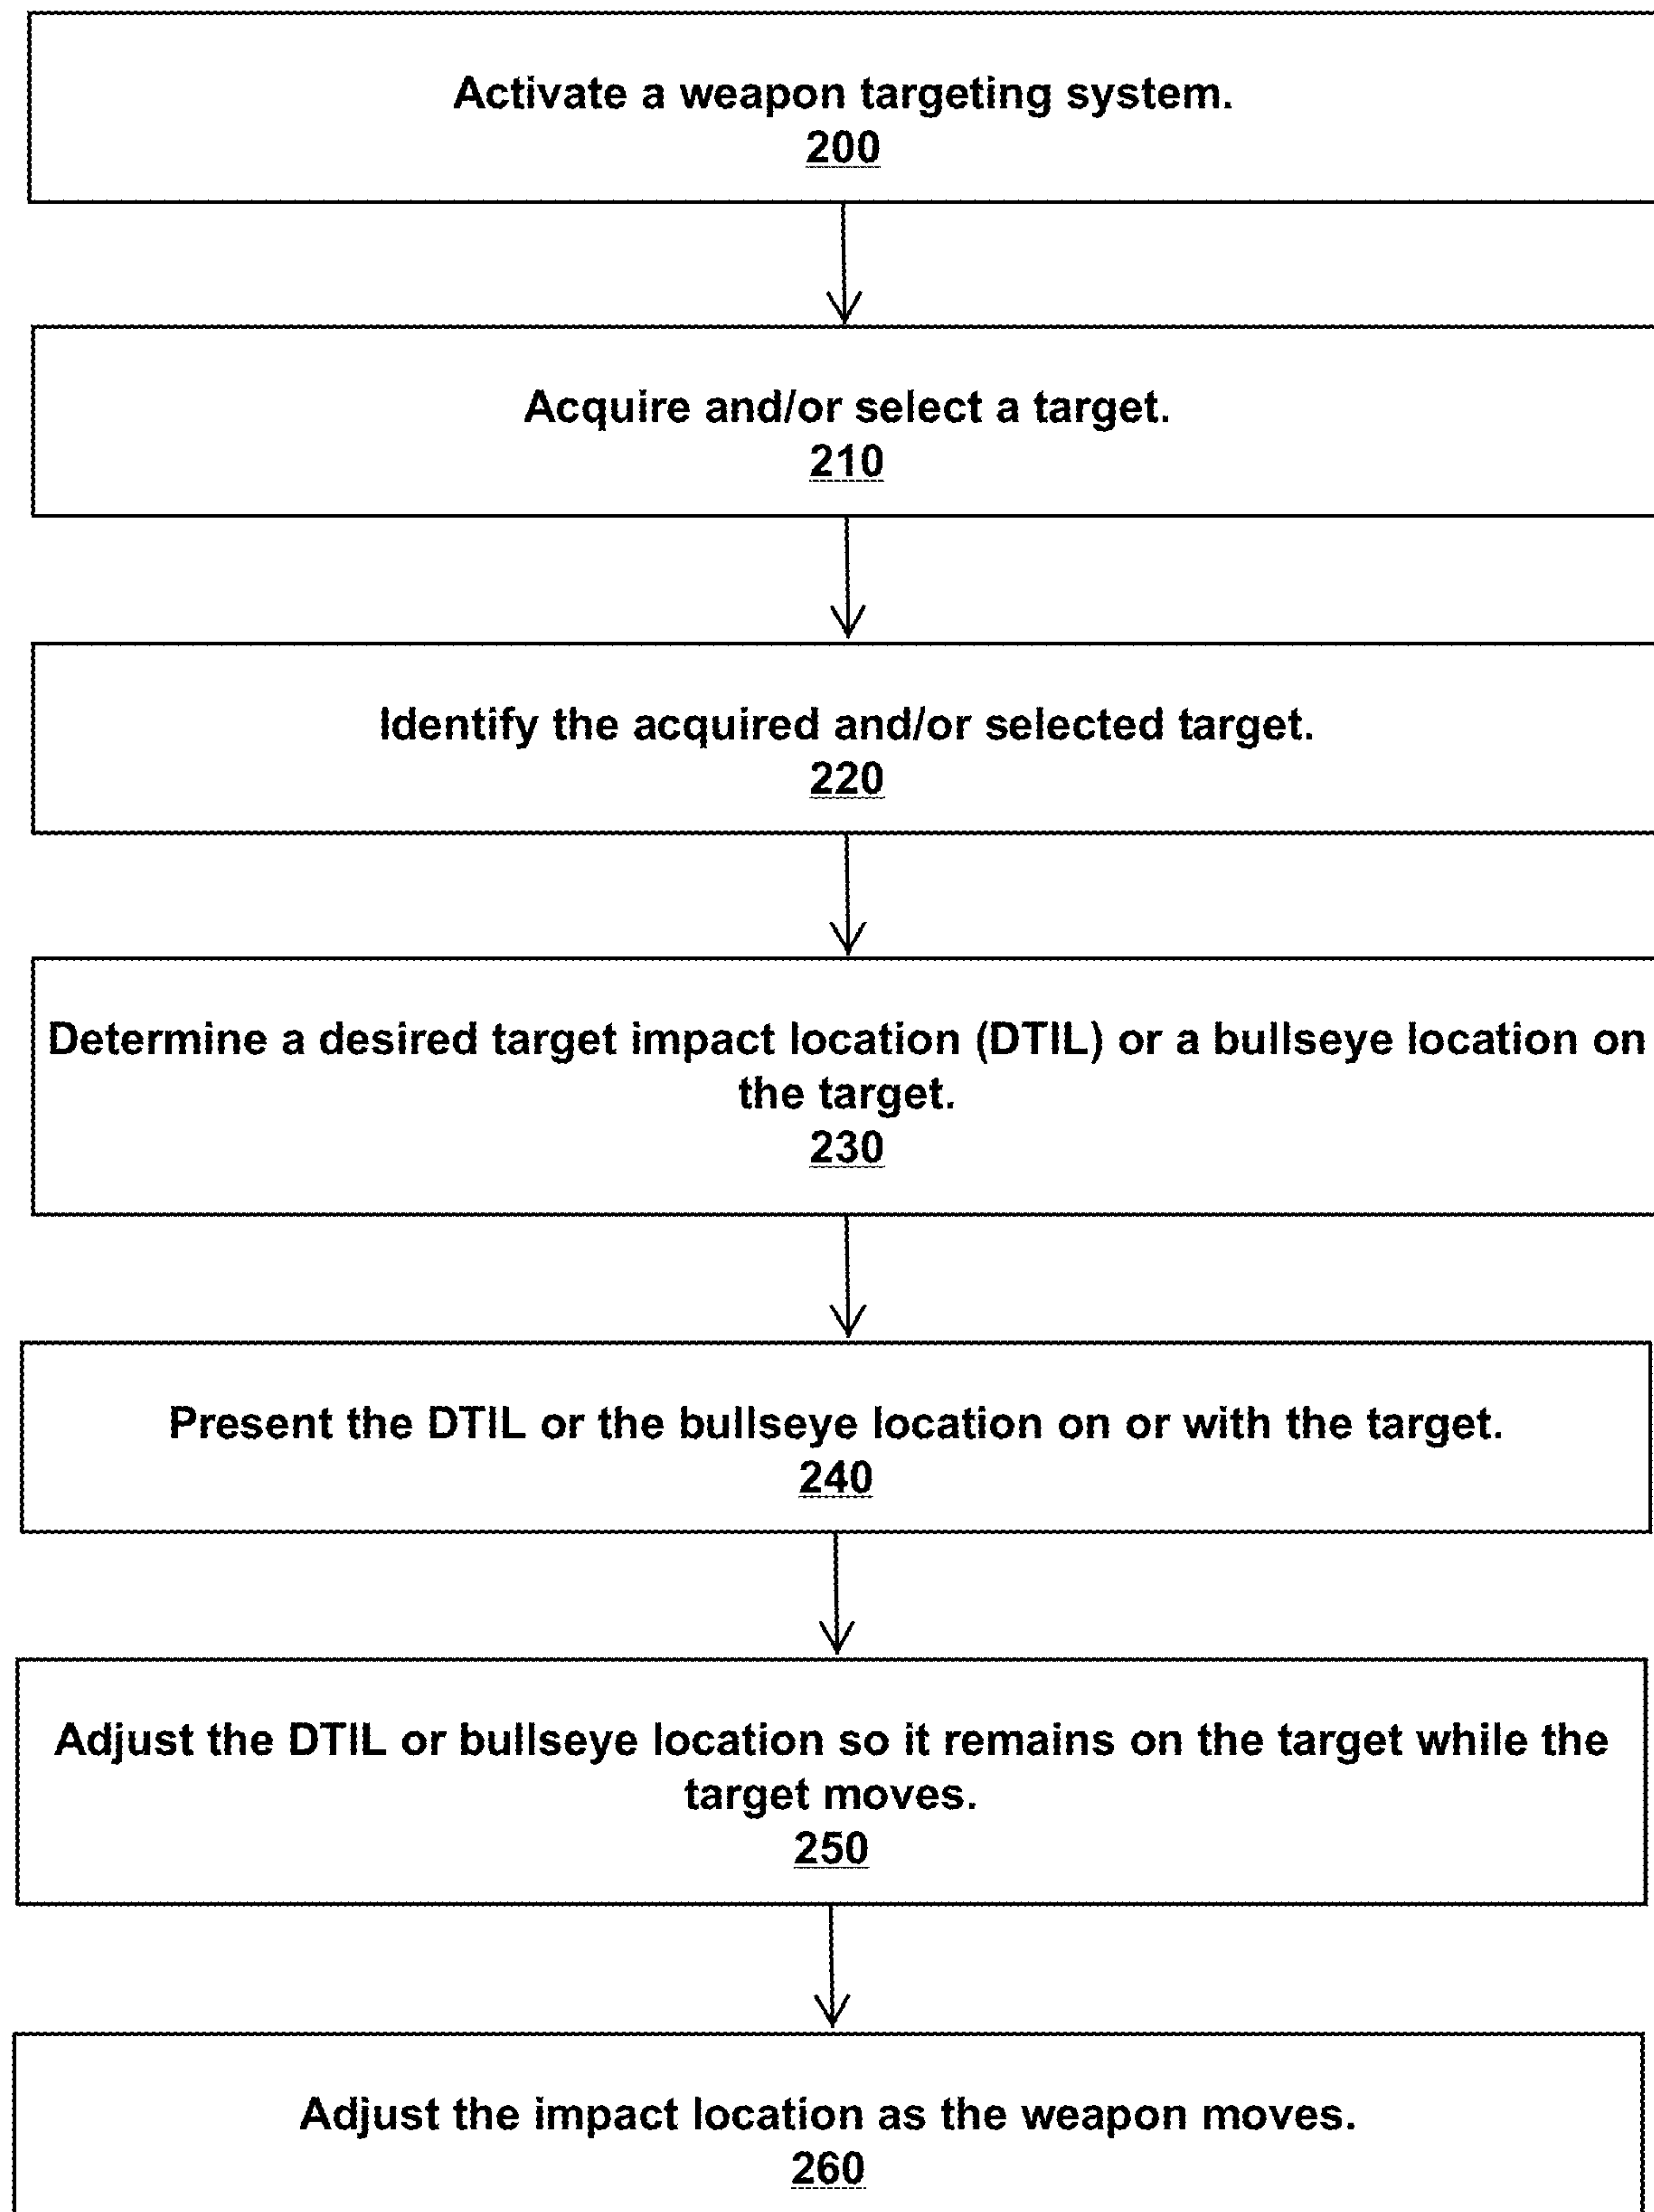 Activate a weapon targeting system.
200
Acquire and/or select a target.
210
Identify the acquired and/or selected target.
220
Determine a desired target impact location (DTIL) or a bullseye location on
the target.
230
Present the DTIL or the bullseye location on or with the target.
240
Adjust the DTIL or bullseye location so it remains on the target while the
target moves.
250
Adjust the impact location as the weapon moves.
260